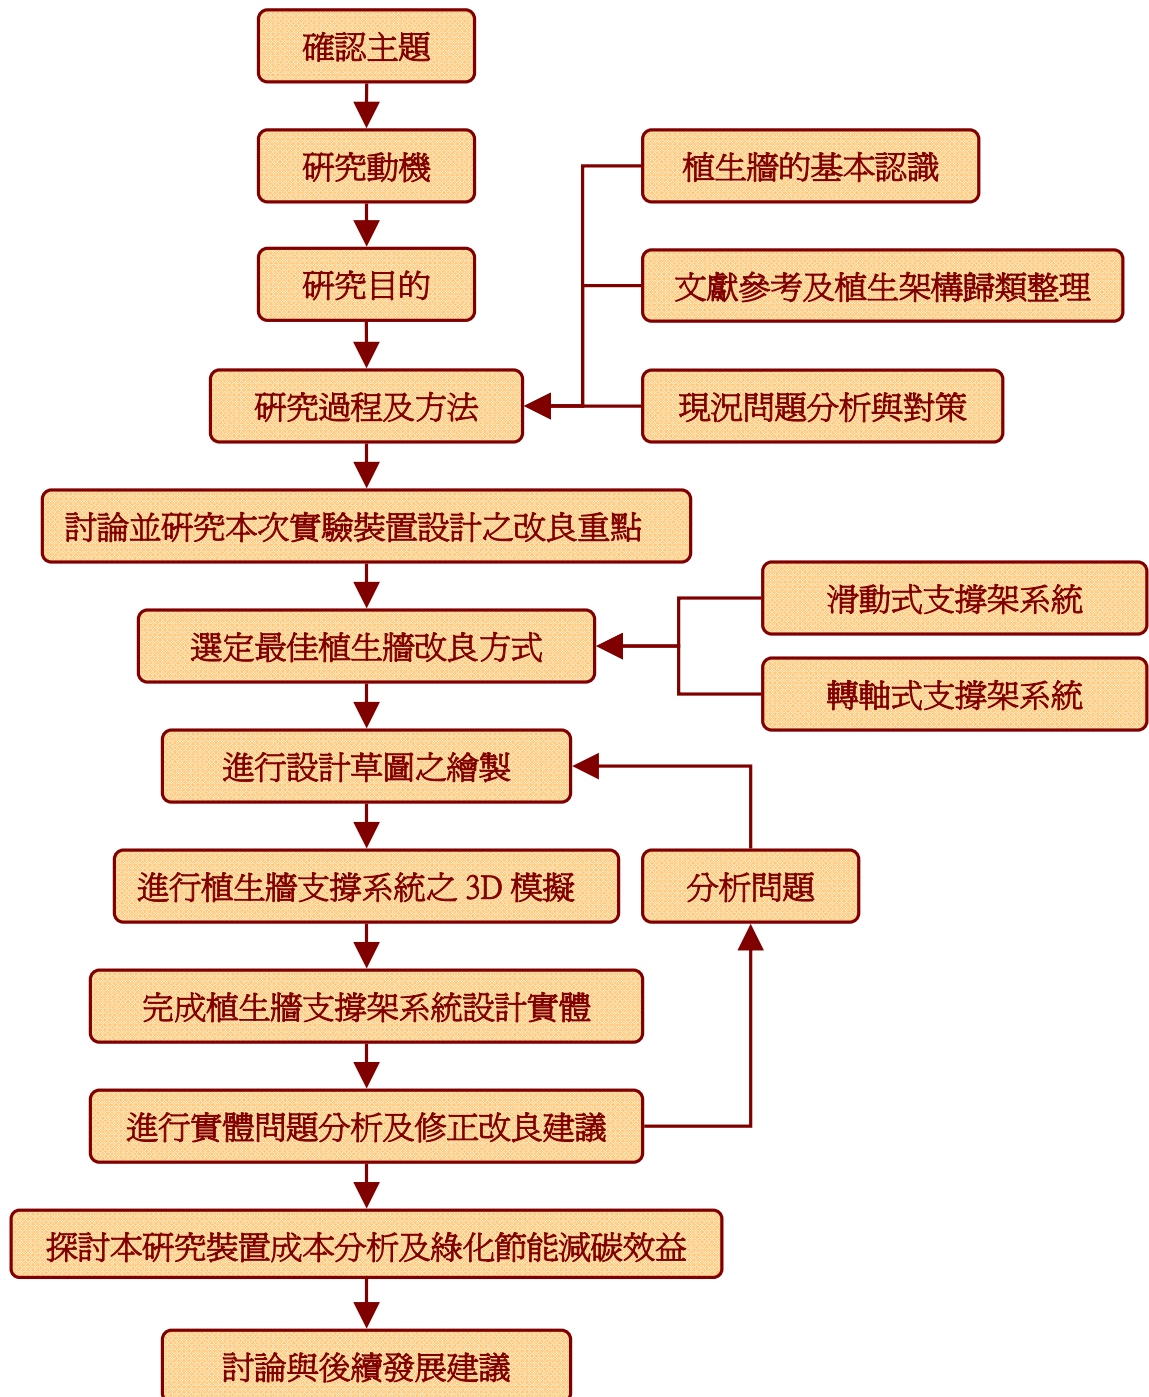 確認主題
研究動機
植生牆的基本認識
研究目的
文獻參考及植生架構歸類整理
研究過程及方法
現況問題分析與對策
討論並研究本次實驗裝置設計之改良重點
滑動式支撐架系統
選定最佳植生牆改良方式
轉軸式支撐架系統
進行設計草圖之繪製
進行植生牆支撐系統之 3D 模擬
分析問題
完成植生牆支撐架系統設計實體
進行實體問題分析及修正改良建議
探討本研究裝置成本分析及綠化節能減碳效益
討論與後續發展建議